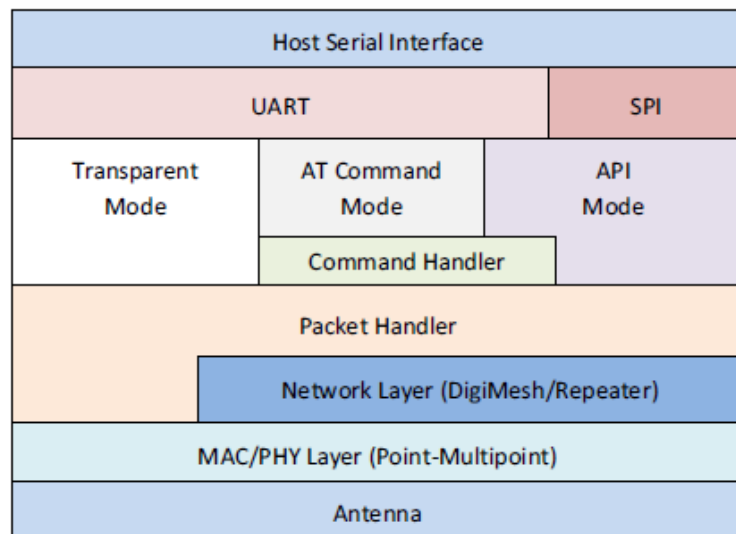 Host Serial Interface
UART
SPI
Transparent
Mode
AT Command
Mode
API
Mode
Command Handler
Packet Handler
Network Layer (DigiMesh/Repeater)
MAC/PHY Layer (Point-Multipoint)
Antenna